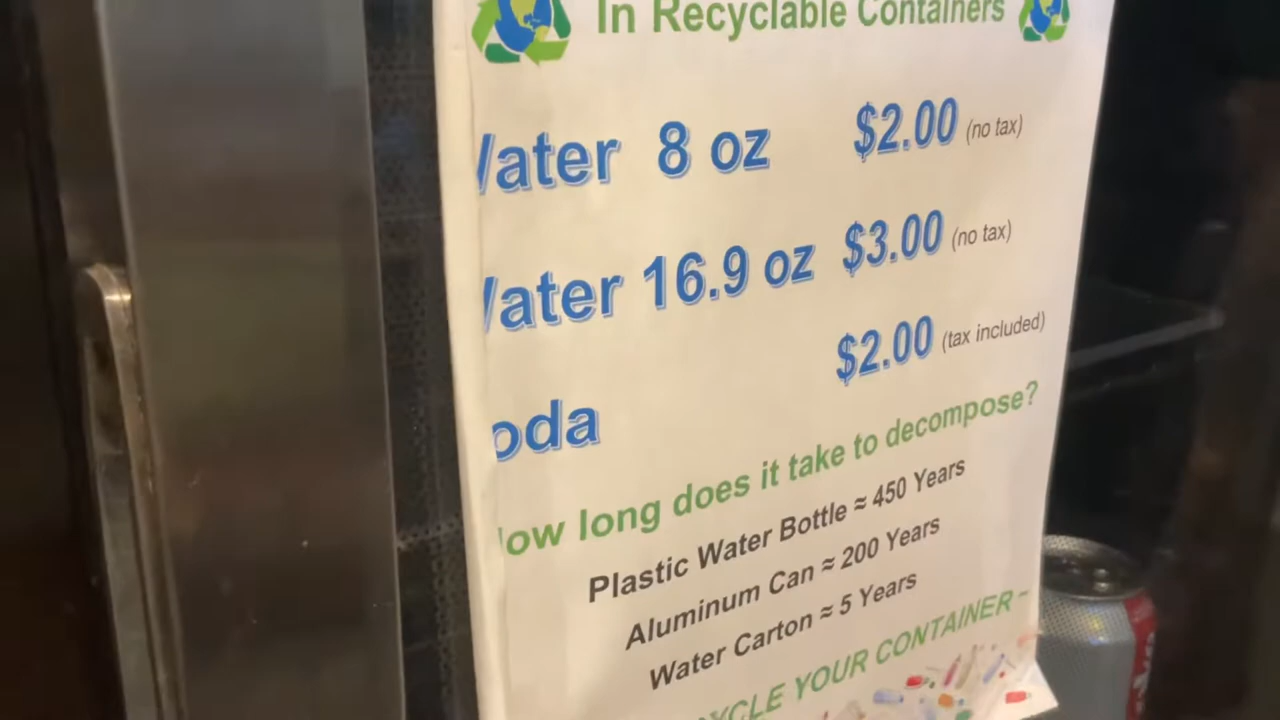 In Recyclable Containers
Water 8 oz $2.00 (no tax)
Water 16.9 oz $3.00 (no tax)
$2.00 (tax included)
Soda
How long does it take to decompose?
Plastic Water Bottle ≈ 450 Years
Aluminum Can ≈ 200 Years
Water Carton ≈ 5 Years
CYCLE YOUR CONTAINER -